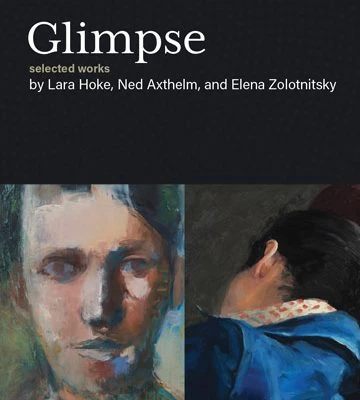 Glimpse
selected works
by Lara Hoke, Ned Axthelm, and Elena Zolotnitsky